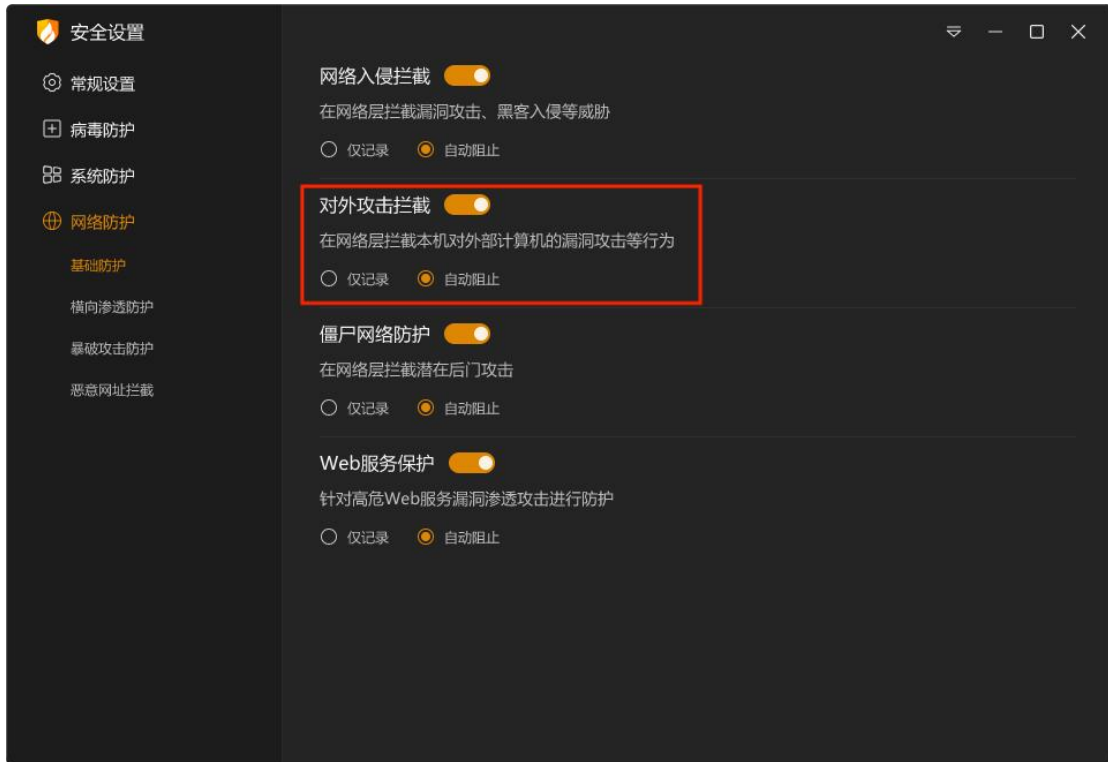 安全设置
常规设置
病毒防护
系统防护
网络防护
基础防护
横向渗透防护
暴破攻击防护
恶意网址拦截
网络入侵拦截
在网络层拦截漏洞攻击、黑客入侵等威胁
仅记录 自动阻止
对外攻击拦截
在网络层拦截本机对外部计算机的漏洞攻击等行为
仅记录 自动阻止
僵尸网络防护
在网络层拦截潜在后门攻击
仅记录 自动阻止
Web服务保护
针对高危Web服务漏洞渗透攻击进行防护
仅记录 自动阻止